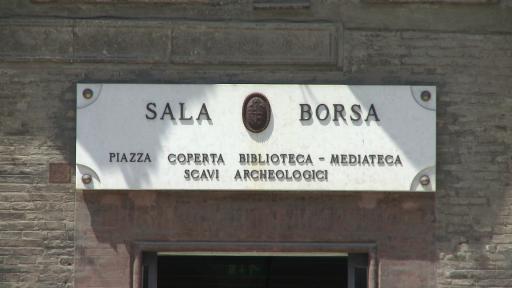 SALA BORSA
PIAZZA COPERTA BIBLIOTECA - MEDIATECA
SCAVI ARCHEOLOGICI